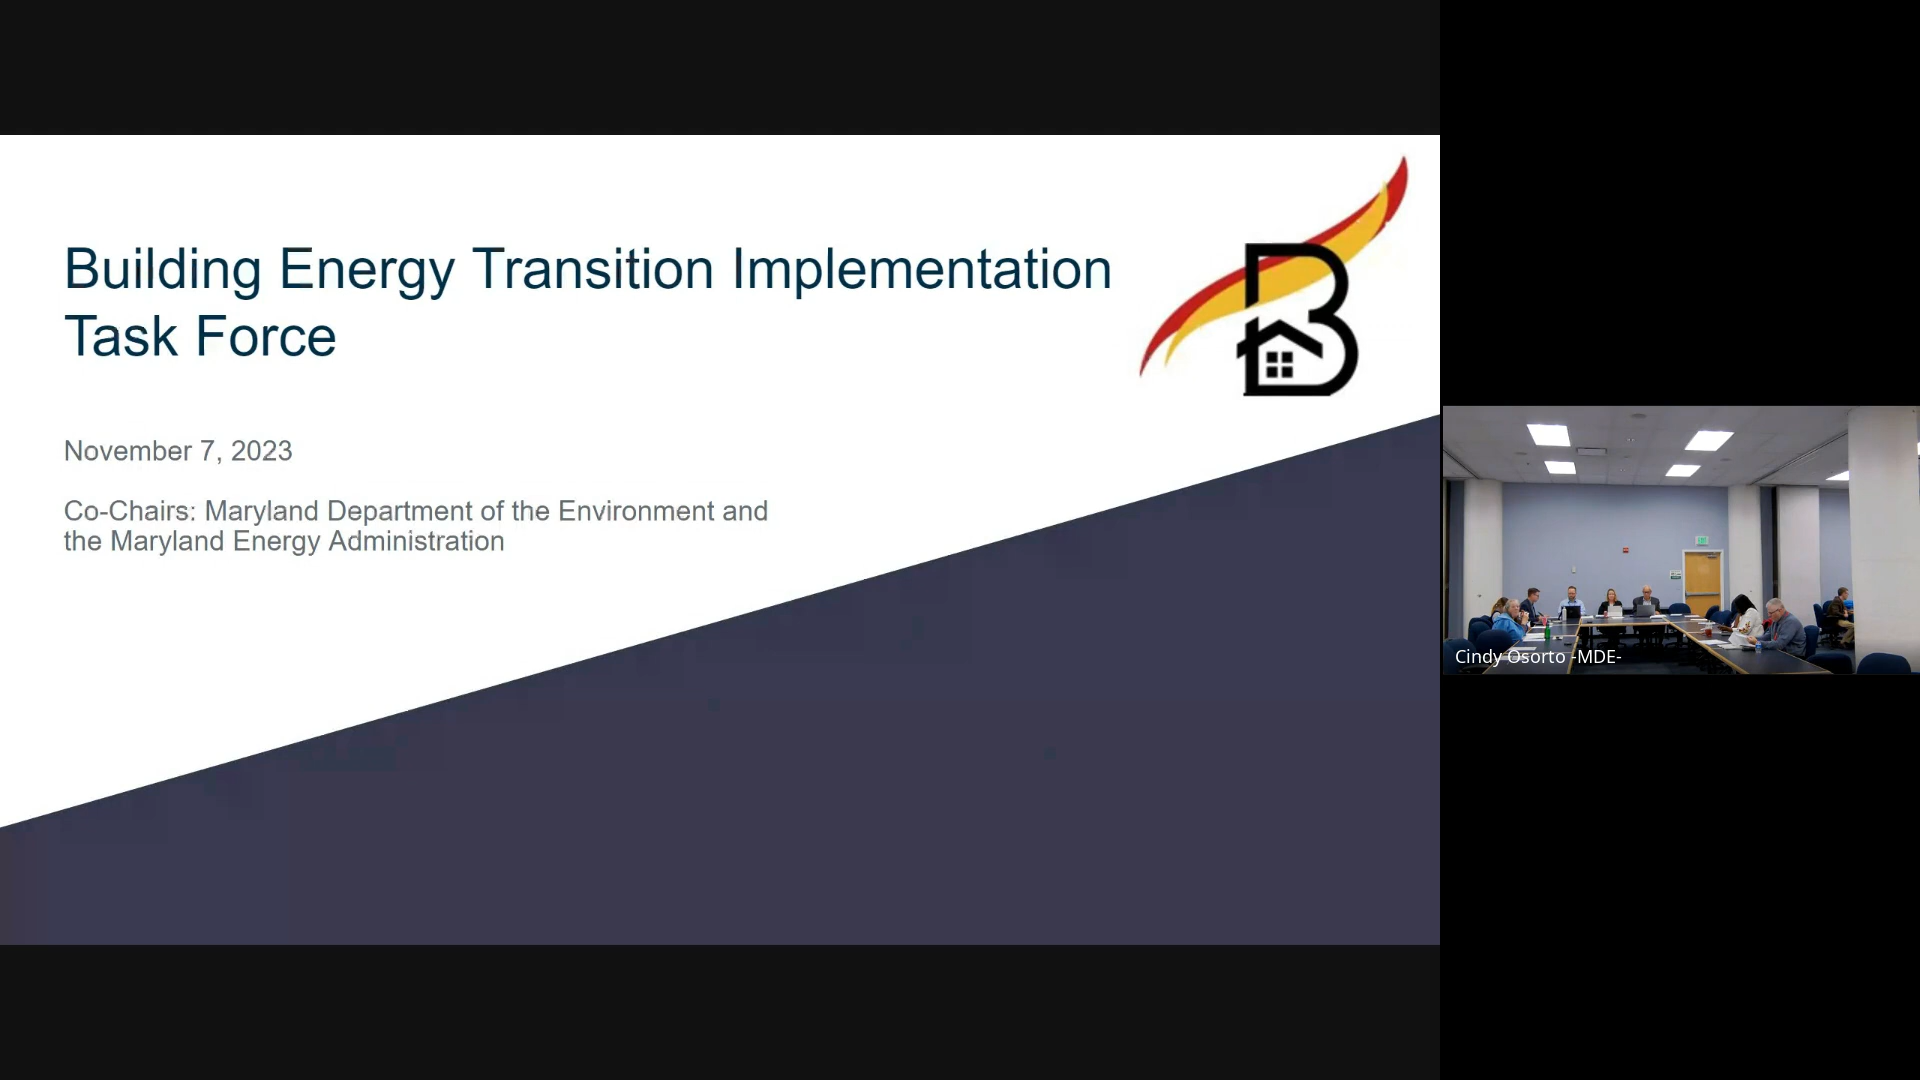 Building Energy Transition Implementation
Task Force
November 7, 2023
Co-Chairs: Maryland Department of the Environment and
the Maryland Energy Administration
Cindy Osorto -MDE-